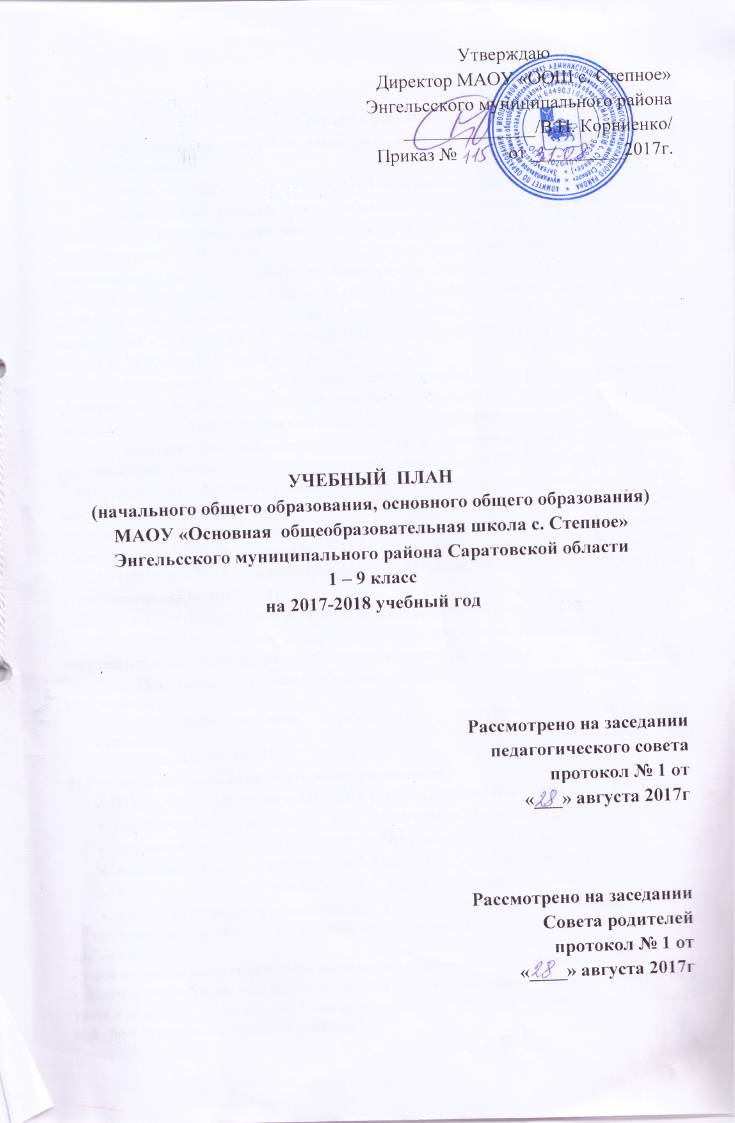 Утверждаю
Директор МАОУ «ООШ с. Степное»
Энгельсского муниципального района
/В.Н. Корниенко/
Приказ № 115 от 31.08 2017г.
УЧЕБНЫЙ ПЛАН
(начального общего образования, основного общего образования)
МАОУ «Основная общеобразовательная школа с. Степное»
Энгельсского муниципального района Саратовской области
1 – 9 класс
на 2017-2018 учебный год
Рассмотрено на заседании
педагогического совета
протокол № 1 от
«28» августа 2017г
Рассмотрено на заседании
Совета родителей
протокол № 1 от
«28» августа 2017г